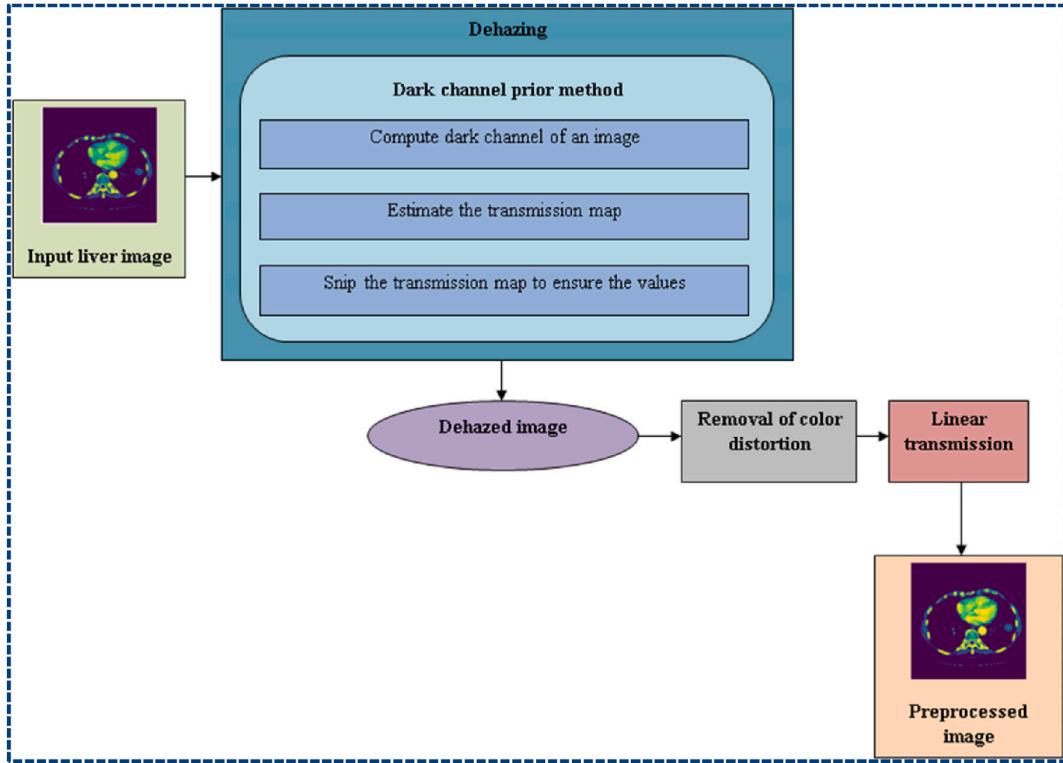 Dehazing
Dark channel prior method
Compute dark channel of an image
Estimate the transmission map
Snip the transmission map to ensure the values
Input liver image
Dehazed image
Removal of color
distortion
Linear
transmission
Preprocessed
image